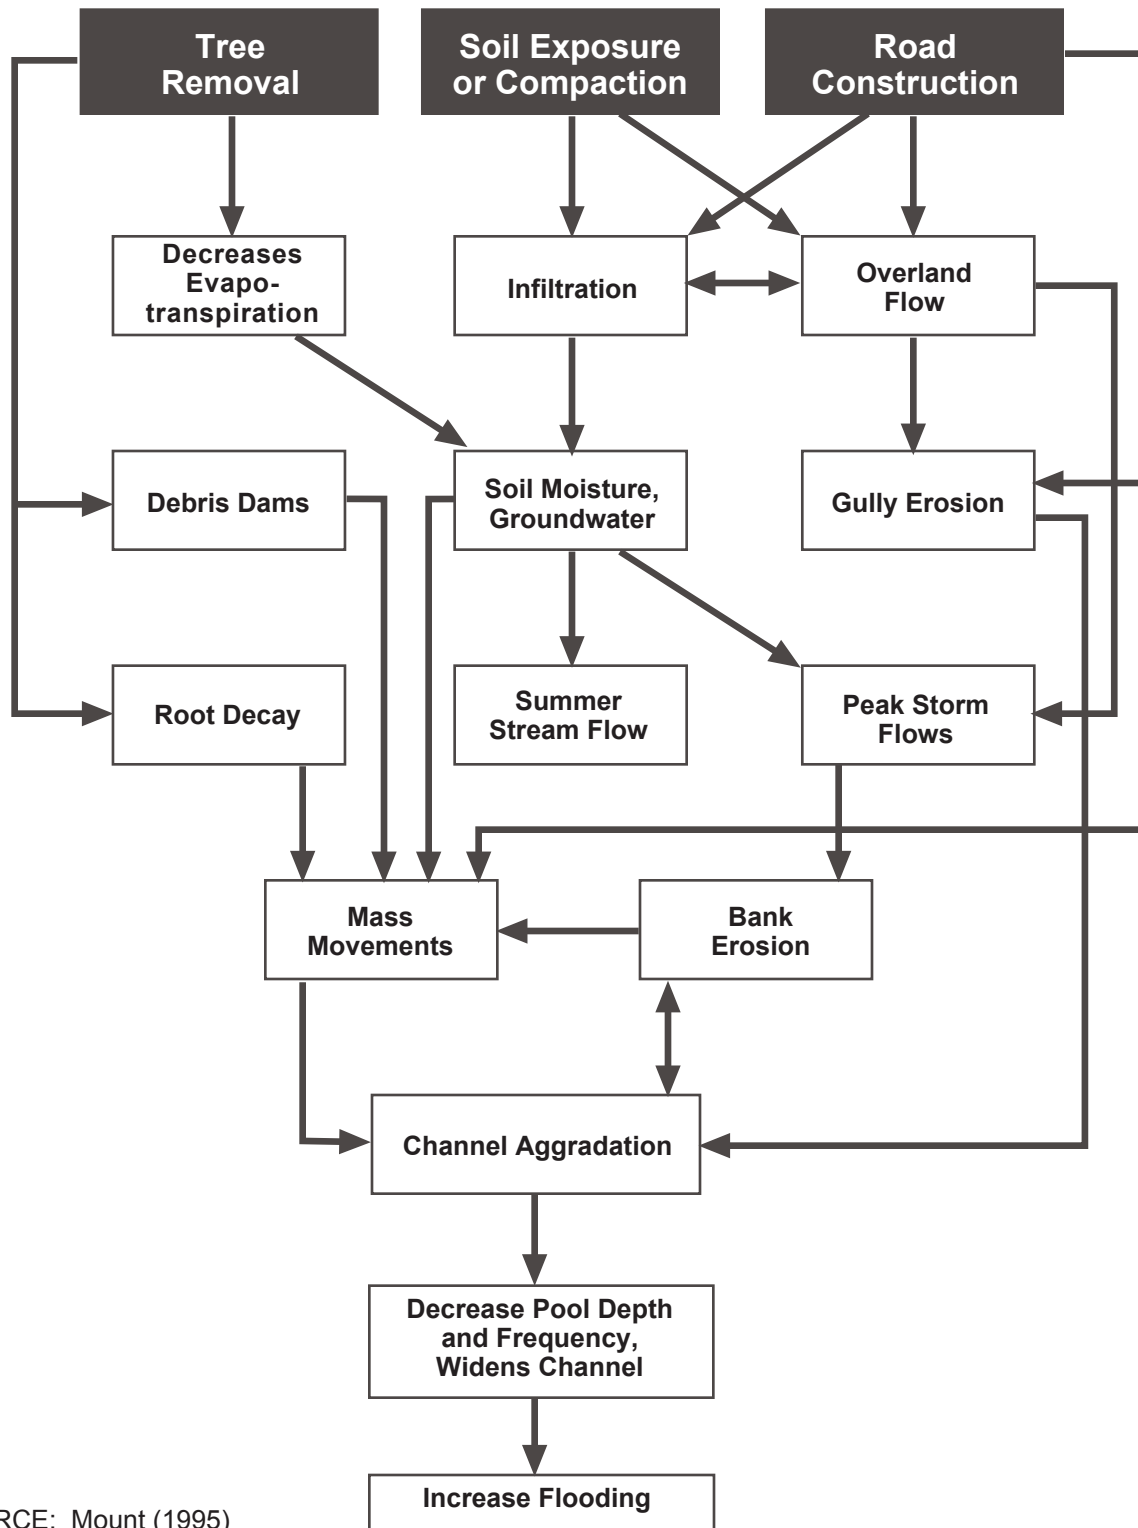 Tree
Removal
Soil Exposure
or Compaction
Road
Construction
Decreases
Evapo-
transpiration
Infiltration
Overland
Flow
Debris Dams
Soil Moisture,
Groundwater
Gully Erosion
Root Decay
Summer
Stream Flow
Peak Storm
Flows
Mass
Movements
Bank
Erosion
Channel Aggradation
Decrease Pool Depth
and Frequency,
Widens Channel
Increase Flooding
RCE: Mount (1995)